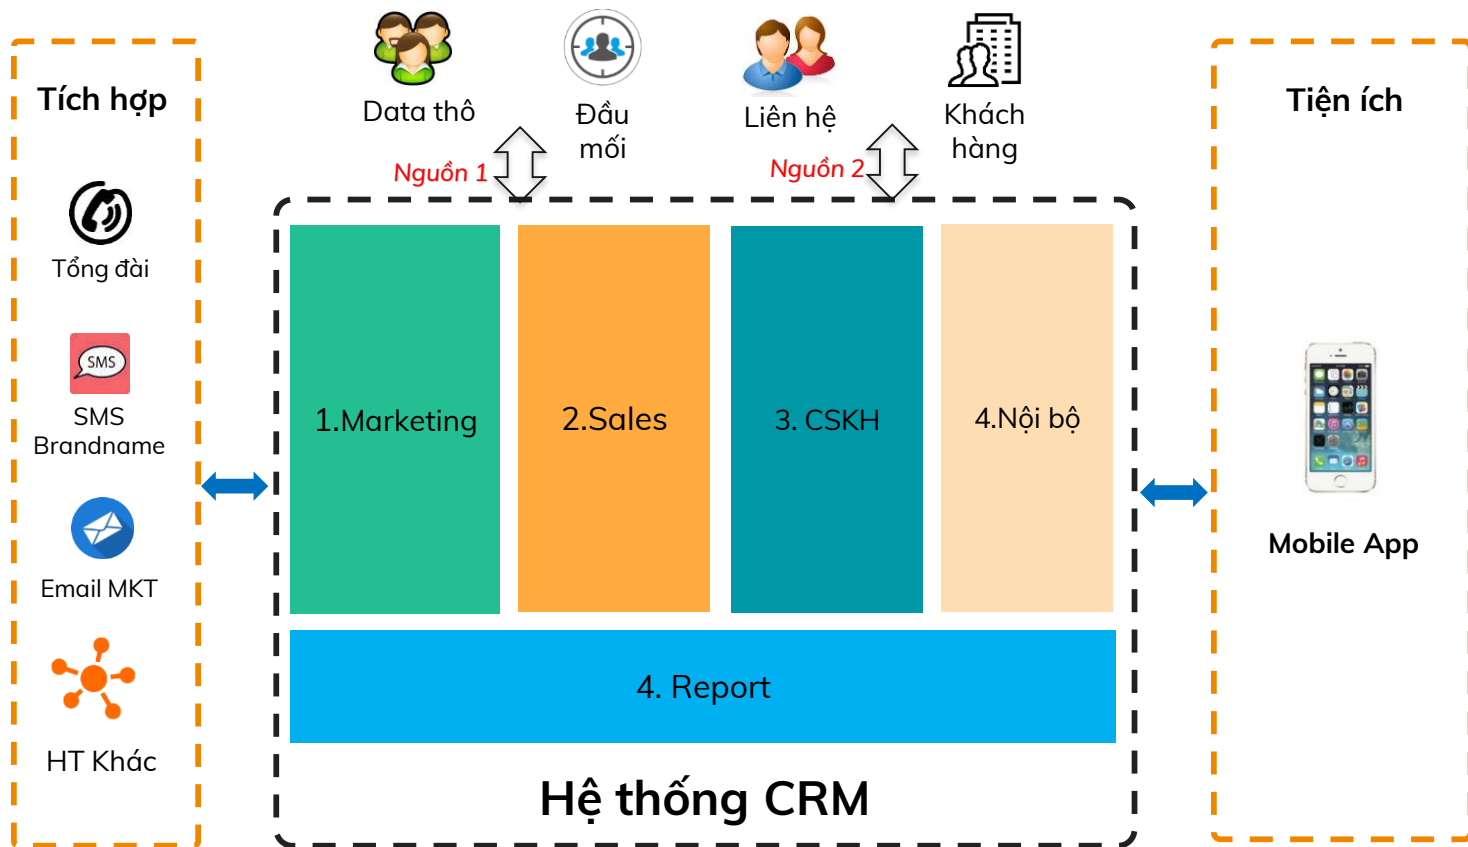 Tích hợp
Tổng đài
SMS
SMS
Brandname
Email MKT
HT Khác
Data thô
Đầu
mối
Liên hệ
Khách
hàng
Nguồn 1
Nguồn 2
1.Marketing
2.Sales
3. CSKH
4.Nội bộ
4. Report
Hệ thống CRM
Tiện ích
Mobile App